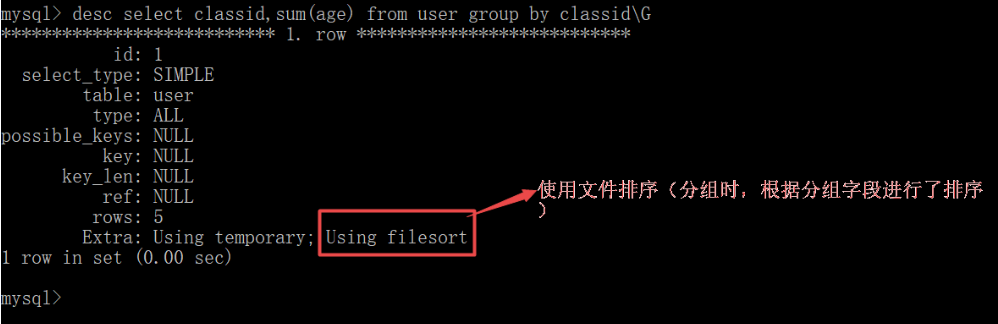 mysql> desc select classid,sum(age) from user group by classid\G
*************************** 1. row ***************************
id: 1
select_type: SIMPLE
table: user
type: ALL
possible_keys: NULL
key: NULL
key_len: NULL
ref: NULL
rows: 5
Extra: Using temporary; Using filesort
1 row in set (0.00 sec)
mysql>
使用文件排序（分组时，根据分组字段进行了排序
）